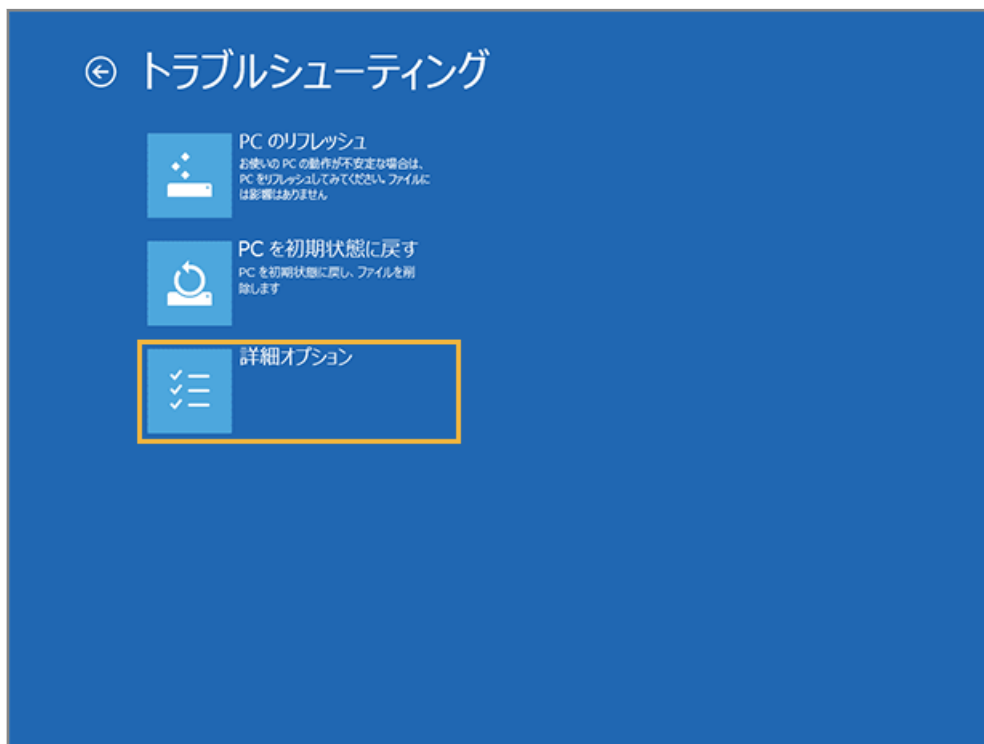 トラブルシューティング
PC のリフレッシュ
お使いの PC の動作が不安定な場合は、
PC をリフレッシュしてみてください。ファイルに
は影響はありません
PC を初期状態に戻す
PC を初期状態に戻し、ファイルを削
除します
詳細オプション